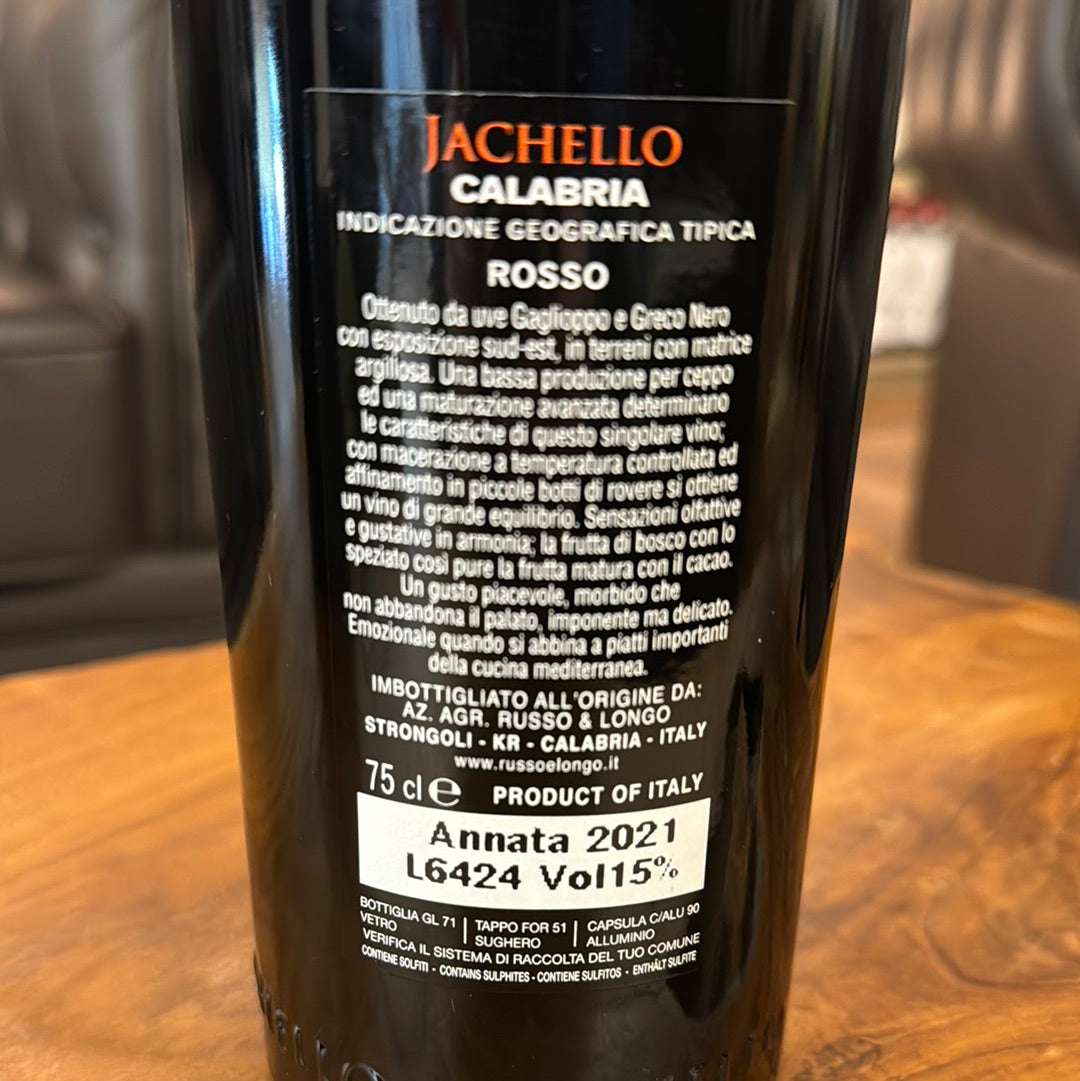 JACHELLO
CALABRIA
INDICAZIONE GEOGRAFICA TIPICA
ROSSO
Ottenuto da uve Gaglioppo e Greco Nero
con esposizione sud-est, in terreni con matrice
argillosa. Una bassa produzione per ceppo
ed una maturazione avanzata determinano
le caratteristiche di questo singolare vino;
con macerazione a temperatura controllata ed
affinamento in piccole botti di rovere si ottiene
un vino di grande equilibrio. Sensazioni olfattive
e gustative in armonia; la frutta di bosco con lo
speziato così pure la frutta matura con il cacao.
Un gusto piacevole, morbido che
non abbandona il palato, imponente ma delicato.
Emozionale quando si abbina a piatti importanti
della cucina mediterranea.
IMBOTTIGLIATO ALL'ORIGINE DA:
AZ. AGR. RUSSO & LONGO
STRONGOLI - KR - CALABRIA - ITALY
www.russoelongo.it
75 cl e PRODUCT OF ITALY
Annata 2021
L6424 Vol15%
BOTTIGLIA GL 71 | TAPPO FOR 51 | CAPSULA C/ALU 90
VETRO | SUGHERO | ALLUMINIO
VERIFICA IL SISTEMA DI RACCOLTA DEL TUO COMUNE
CONTIENE SOLFITI - CONTAINS SULPHITES - CONTIENE SULFITOS - ENTHÄLT SULFITE